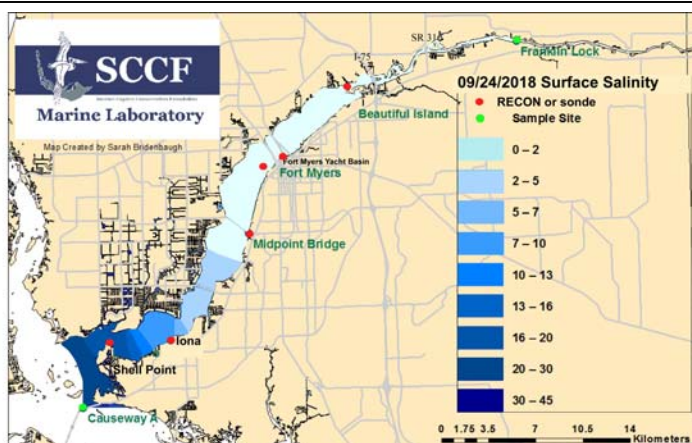 SCCF
Marine Laboratory
Map Created by Sarah Bridenbaugh
SR 31
I-75
Franklin Lock
Beautiful Island
Fort Myers Yacht Basin
Fort Myers
Midpoint Bridge
Iona
Shell Point
Causeway A
09/24/2018 Surface Salinity
RECON or sonde
Sample Site
0 – 2
2 – 5
5 – 7
7 – 10
10 – 13
13 – 16
16 – 20
20 – 30
30 – 45
0 1.75 3.5 7 10.5 14
Kilometers